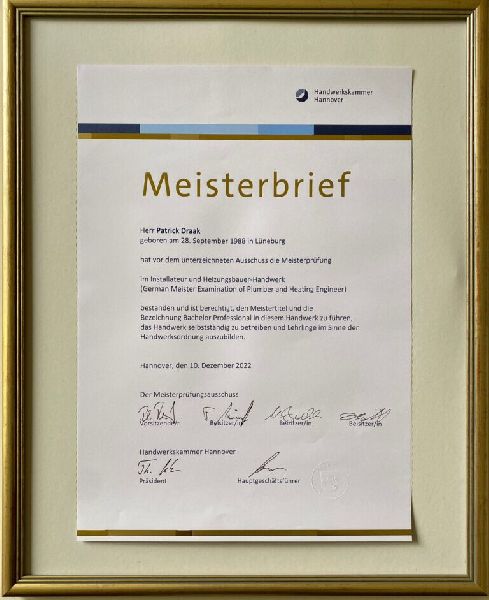 Handwerkskammer
Hannover
Meisterbrief
Herr Patrick Draak
geboren am 28. September 1988 in Lüneburg
hat vor dem unterzeichneten Ausschuss die Meisterprüfung
im Installateur und Heizungsbauer-Handwerk
(German Meister Examination of Plumber and Heating Engineer)
bestanden und ist berechtigt, den Meistertitel und die
Bezeichnung Bachelor Professional in diesem Handwerk zu führen,
das Handwerk selbstständig zu betreiben und Lehrlinge im Sinne der
Handwerksordnung auszubilden.
Hannover, den 10. Dezember 2022
Der Meisterprüfungsausschuss
Vorsitzende/r Beisitzer/in Beisitzer/in Beisitzer/in
Handwerkskammer Hannover
Präsident Hauptgeschäftsführer